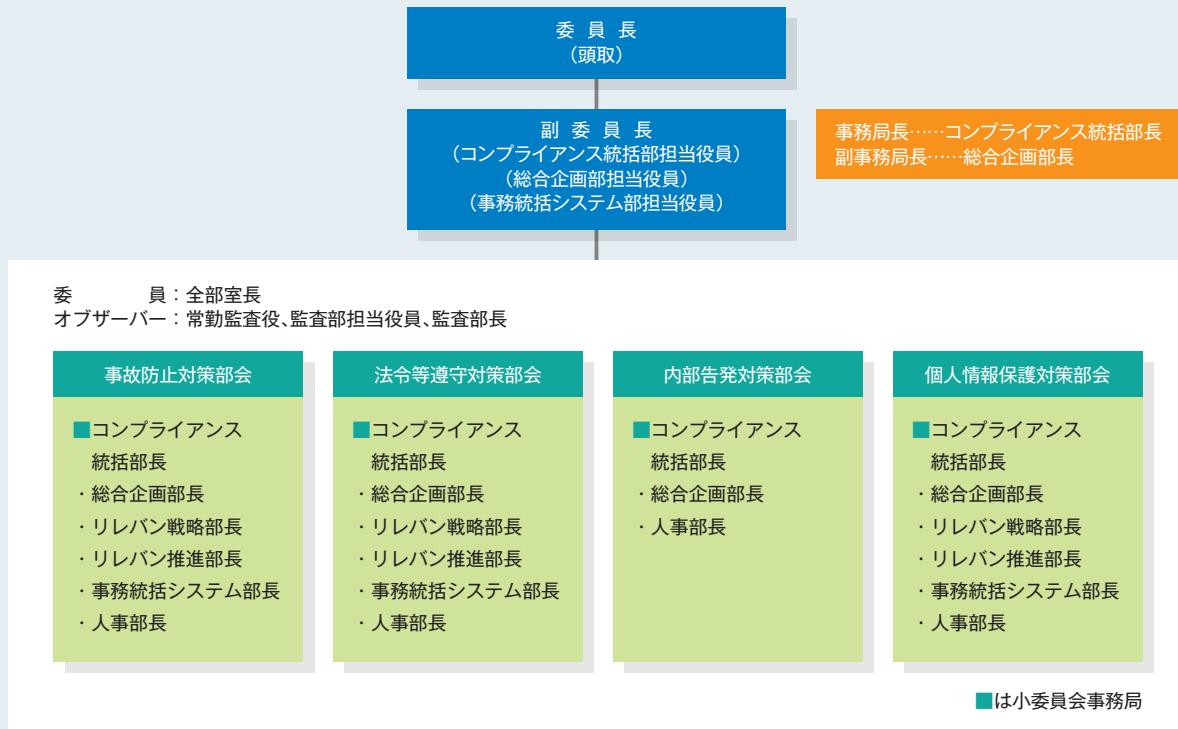 委員長
（頭取）
副委員長
（コンプライアンス統括部担当役員）
（総合企画部担当役員）
（事務統括システム部担当役員）
事務局長……コンプライアンス統括部長
副事務局長……総合企画部長
委　　　員：全部室長
オブザーバー：常勤監査役、監査部担当役員、監査部長
事故防止対策部会
■コンプライアンス
統括部長
・総合企画部長
・リレバン戦略部長
・リレバン推進部長
・事務統括システム部長
・人事部長
法令等遵守対策部会
■コンプライアンス
統括部長
・総合企画部長
・リレバン戦略部長
・リレバン推進部長
・事務統括システム部長
・人事部長
内部告発対策部会
■コンプライアンス
統括部長
・総合企画部長
・人事部長
個人情報保護対策部会
■コンプライアンス
統括部長
・総合企画部長
・リレバン戦略部長
・リレバン推進部長
・事務統括システム部長
・人事部長
■は小委員会事務局